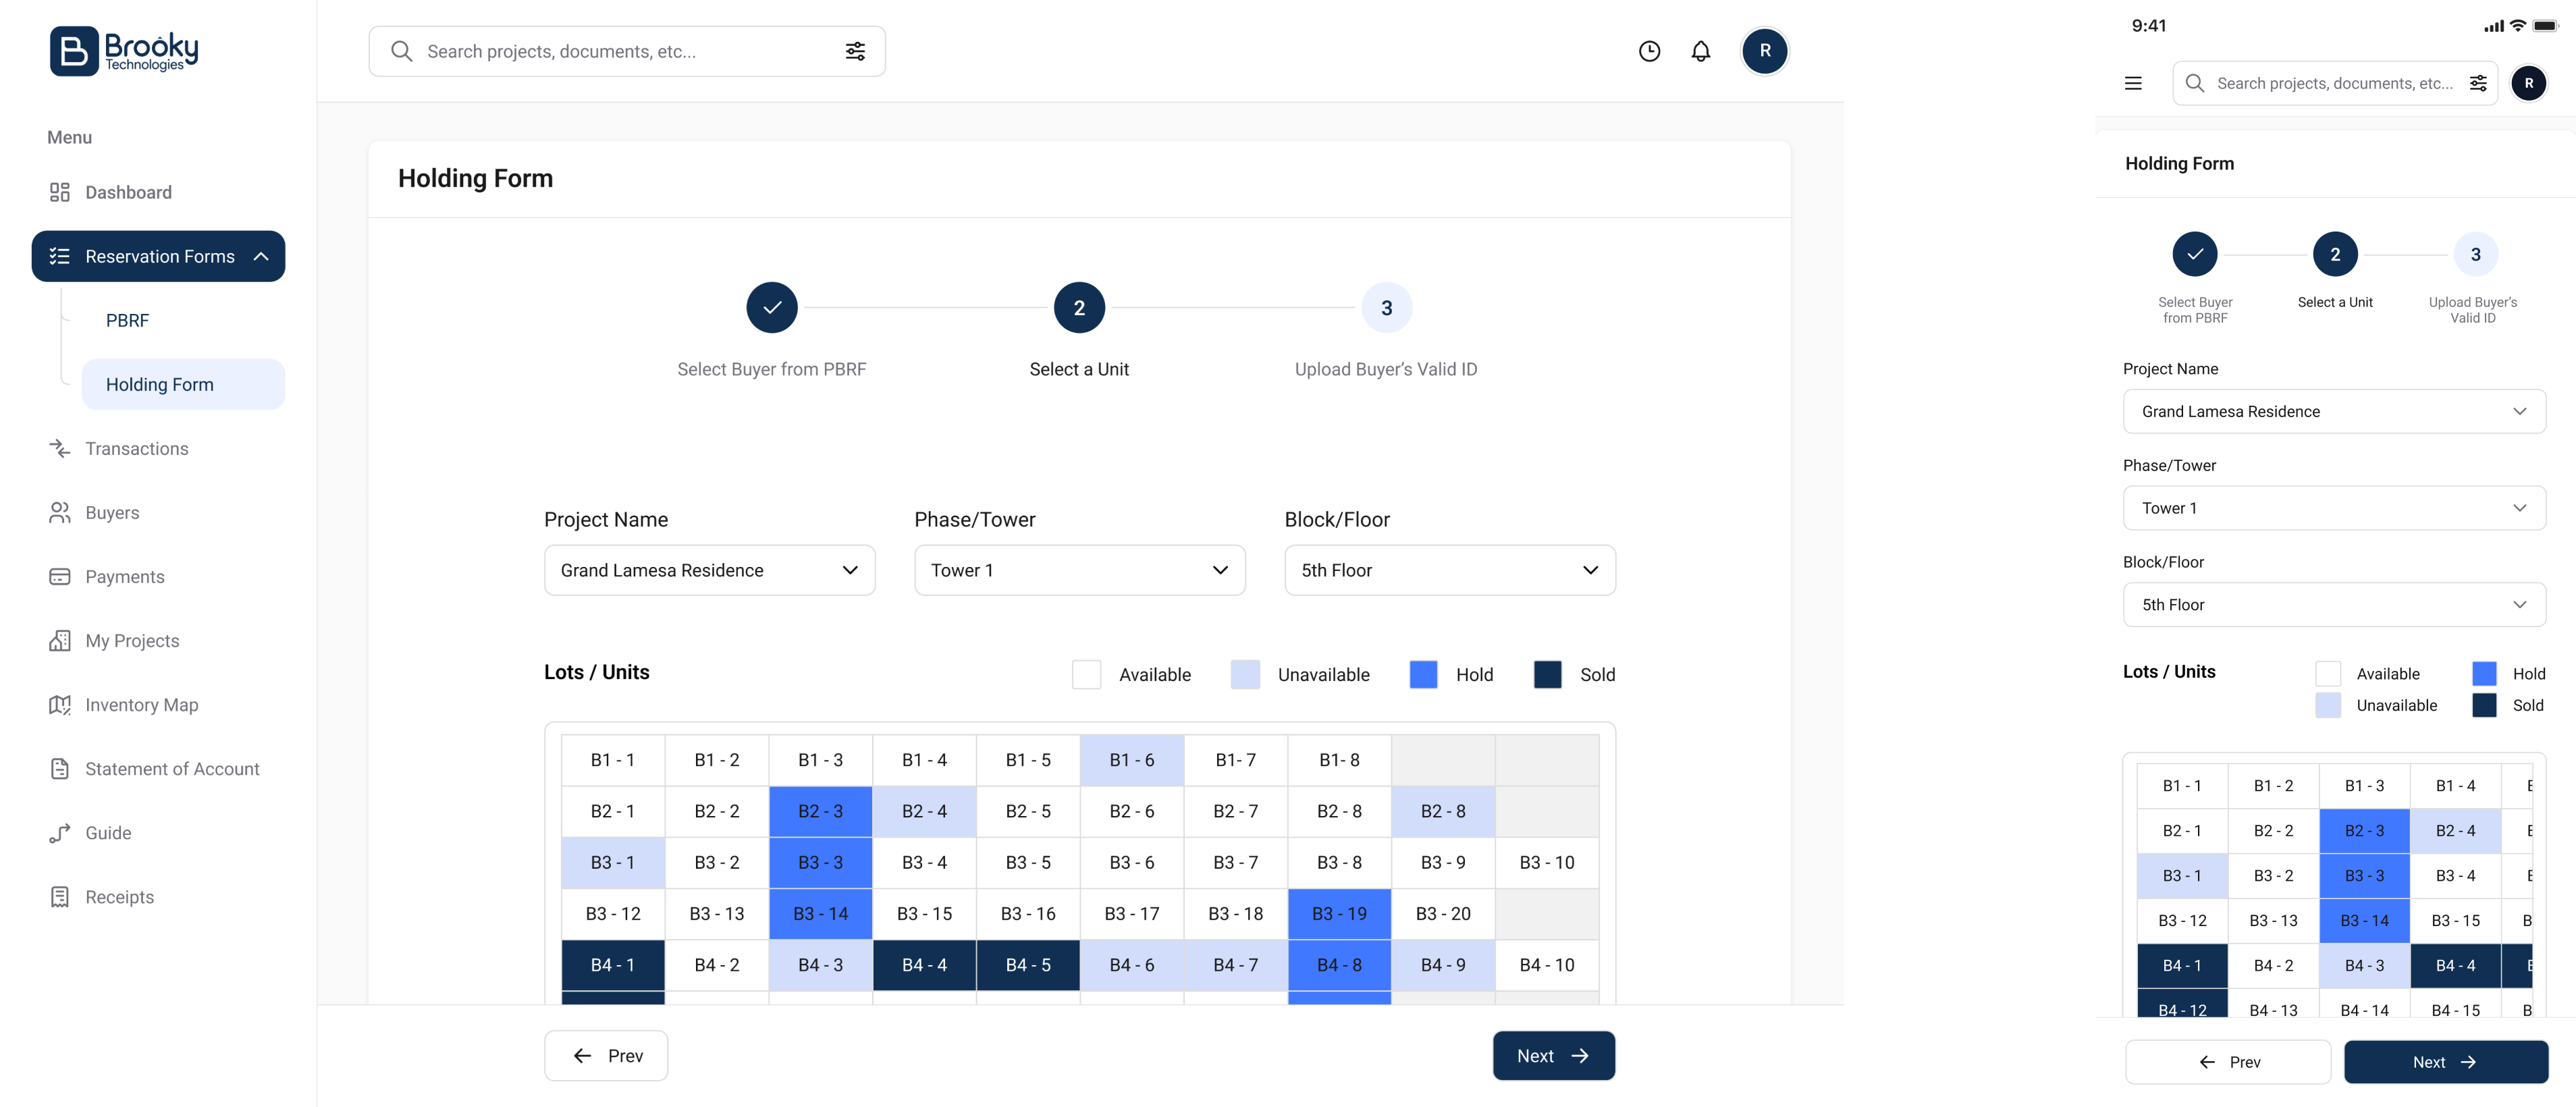 Brooky
Technologies
Search projects, documents, etc...
R
Menu
Dashboard
Reservation Forms
PBRF
Holding Form
Transactions
Buyers
Payments
My Projects
Inventory Map
Statement of Account
Guide
Receipts
Holding Form
2
3
Select Buyer from PBRF
Select a Unit
Upload Buyer's Valid ID
Project Name
Phase/Tower
Block/Floor
Grand Lamesa Residence
Tower 1
5th Floor
Lots / Units
Available
Unavailable
Hold
Sold
B1 - 1 B1 - 2 B1 - 3 B1 - 4 B1 - 5 B1 - 6 B1- 7 B1- 8
B2 - 1 B2 - 2 B2 - 3 B2 - 4 B2 - 5 B2 - 6 B2 - 7 B2 - 8 B2 - 8
B3 - 1 B3 - 2 B3 - 3 B3 - 4 B3 - 5 B3 - 6 B3 - 7 B3 - 8 B3 - 9 B3 - 10
B3 - 12 B3 - 13 B3 - 14 B3 - 15 B3 - 16 B3 - 17 B3 - 18 B3 - 19 B3 - 20
B4 - 1 B4 - 2 B4 - 3 B4 - 4 B4 - 5 B4 - 6 B4 - 7 B4 - 8 B4 - 9 B4 - 10
Prev
Next
9:41
Search projects, documents, etc...
R
Holding Form
2
3
Select Buyer
from PBRF
Select a Unit
Upload Buyer's
Valid ID
Project Name
Grand Lamesa Residence
Phase/Tower
Tower 1
Block/Floor
5th Floor
Lots / Units
Available
Hold
Unavailable
Sold
B1 - 1 B1 - 2 B1 - 3 B1 - 4
B2 - 1 B2 - 2 B2 - 3 B2 - 4
B3 - 1 B3 - 2 B3 - 3 B3 - 4
B3 - 12 B3 - 13 B3 - 14 B3 - 15
B4 - 1 B4 - 2 B4 - 3 B4 - 4
B4 - 12 B4 - 13 B4 - 14 B4 - 15
Prev
Next